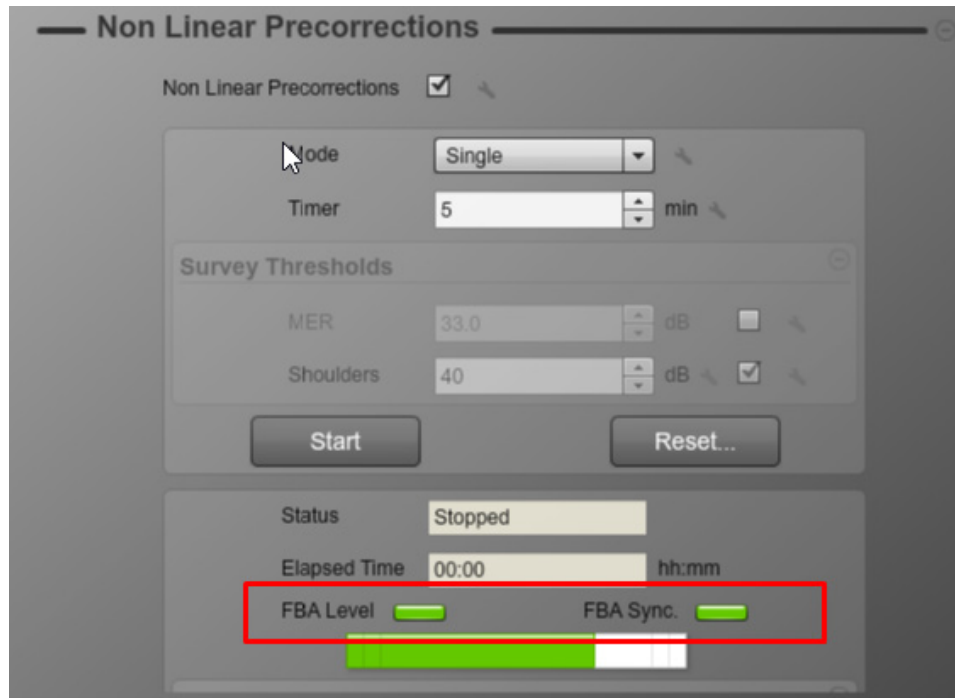 Non Linear Precorrections
Non Linear Precorrections
Mode Single
Timer 5 min
Survey Thresholds
MER 33.0 dB
Shoulders 40 dB
Start Reset...
Status Stopped
Elapsed Time 00:00 hh:mm
FBA Level FBA Sync.